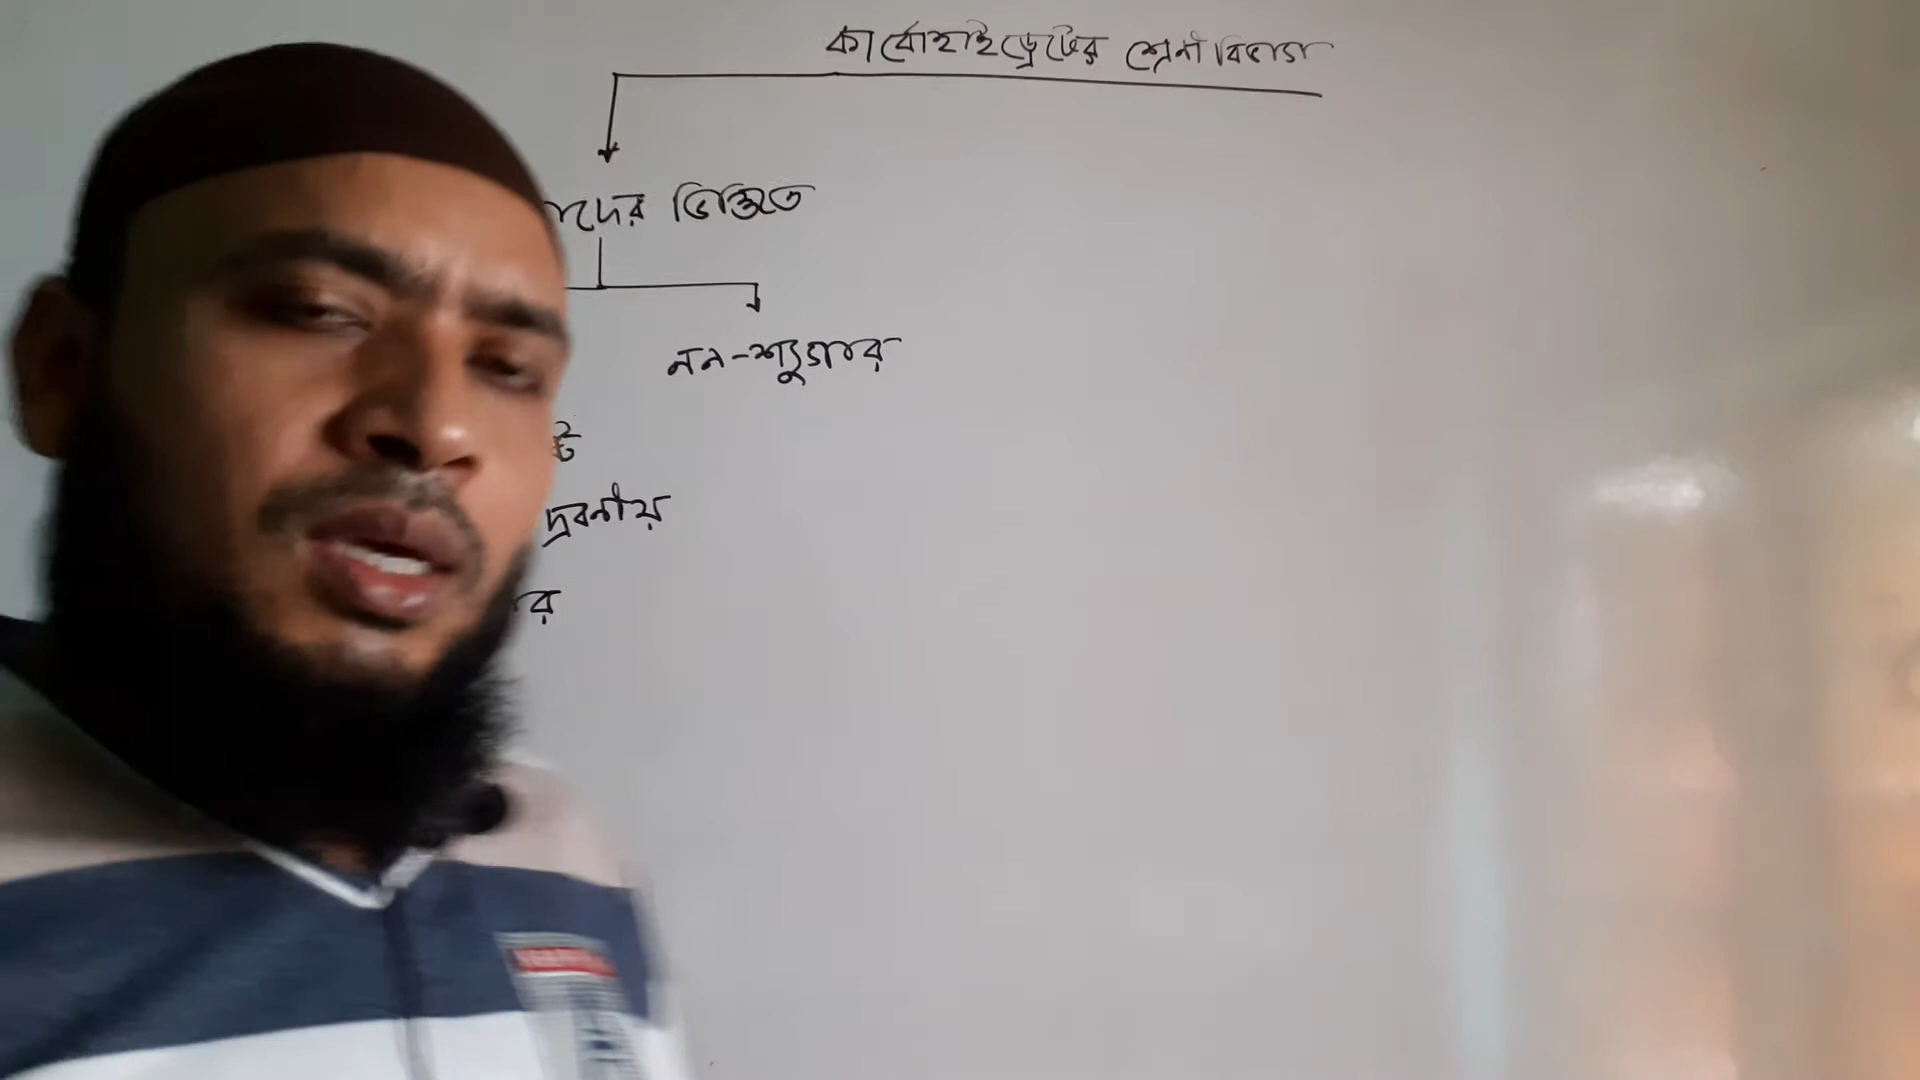 কার্বোহাইড্রেটের শ্রেনীবিভাগ
দের ভিত্তিতে
নন-শ্যুগার
দ্রবনীয়